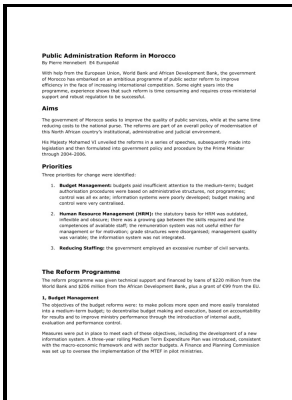 Public Administration Reform in Morocco
By Pierre Hennebert E4 EuropeAid
With help from the European Union, World Bank and African Development Bank, the government
of Morocco has embarked on an ambitious programme of public sector reform to improve
efficiency in the face of increasing international competition. Some eight years into the
programme, experience shows that such reform is time consuming and requires cross-ministerial
support and robust regulation to be successful.
Aims
The government of Morocco seeks to improve the quality of public services, while at the same time
reducing costs to the national purse. The reforms are part of an overall policy of modernisation of
this North African country's institutional, administrative and judicial environment.
His Majesty Mohamad VI unveiled the reforms in a series of speeches, subsequently made into
legislation and then formulated into government policy and procedure by the Prime Minister
through 2004-2006.
Priorities
Three priorities for change were identified:
1. Budget Management: budgets paid insufficient attention to the medium-term; budget
authorisation procedures were based on administrative structures, not programmes;
control was all ex ante; information systems were poorly developed; budget making and
control were very centralised.
2. Human Resource Management (HRM): the statutory basis for HRM was outdated,
inflexible and obscure; there was a growing gap between the skills required and the
competences of available staff; the remuneration system was not useful either for
management or for motivation; grade structures were disorganised; management quality
was variable; the information system was not integrated.
3. Reducing Staffing: the government employed an excessive number of civil servants.
The Reform Programme
The reform programme was given technical support and financed by loans of $220 million from the
World Bank and $206 million from the African Development Bank, plus a grant of €99 from the EU.
1, Budget Management
The objectives of the budget reforms were: to make polices more open and more easily translated
into a medium-term budget; to decentralise budget making and execution, based on accountability
for results and to improve ministry performance through the introduction of internal audit,
evaluation and performance control.
Measures were put in place to meet each of these objectives, including the development of a new
information system. A three-year rolling Medium Term Expenditure Plan was introduced, consistent
with the macro-economic framework and with sector budgets. A Finance and Planning Commission
was set up to oversee the implementation of the MTEF in pilot ministries.